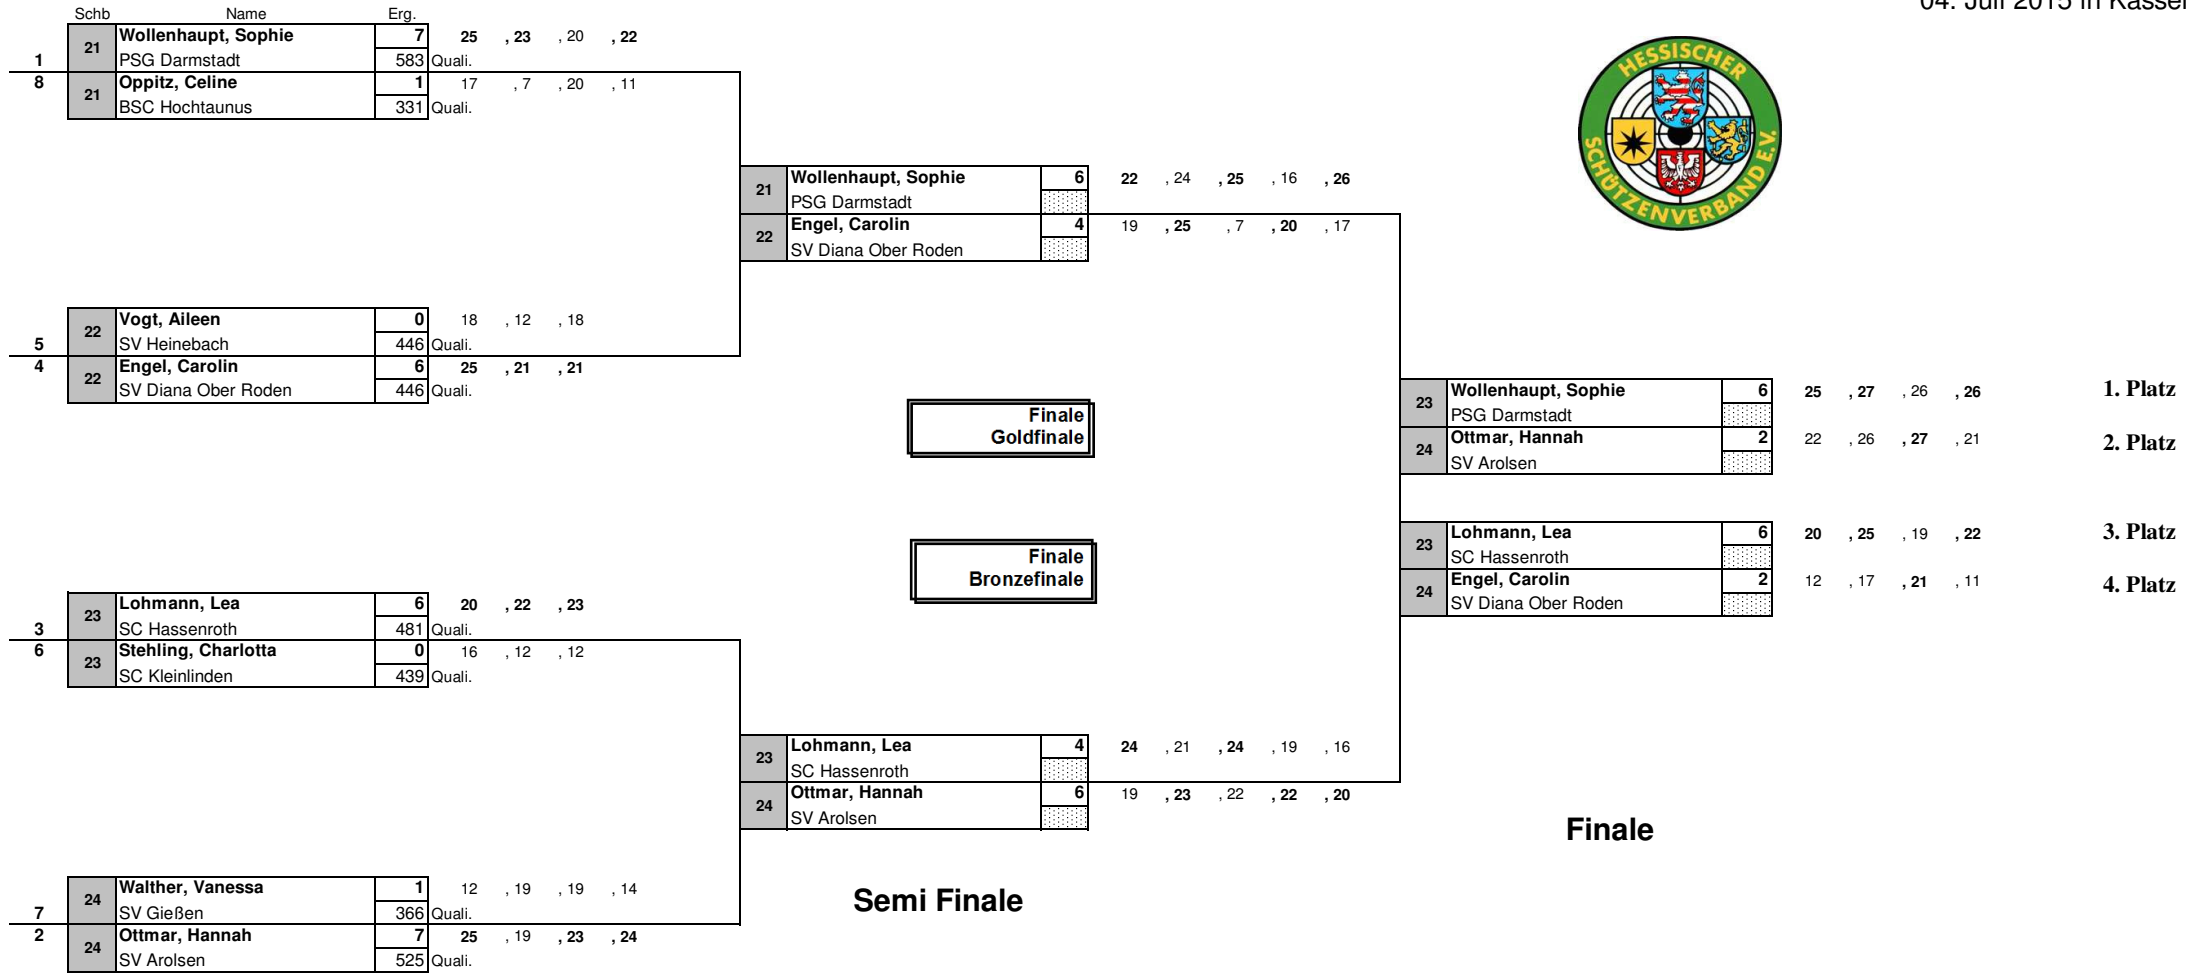 04. Juli 2015 in Kassel
Schb Name Erg.
21 Wollenhaupt, Sophie 7 25 , 23 , 20 , 22
1 PSG Darmstadt 583 Quali.
8 21 Oppitz, Celine 1 17 , 7 , 20 , 11
BSC Hochtaunus 331 Quali.
HESSISCHER
SCHÜTZENVERBAND E.V.
21 Wollenhaupt, Sophie 6 22 , 24 , 25 , 16 , 26
PSG Darmstadt
22 Engel, Carolin 4 19 , 25 , 7 , 20 , 17
SV Diana Ober Roden
22 Vogt, Aileen 0 18 , 12 , 18
5 SV Heinebach 446 Quali.
4 22 Engel, Carolin 6 25 , 21 , 21
SV Diana Ober Roden 446 Quali.
Finale
Goldfinale
23 Wollenhaupt, Sophie 6 25 , 27 , 26 , 26 1. Platz
PSG Darmstadt
24 Ottmar, Hannah 2 22 , 26 , 27 , 21 2. Platz
SV Arolsen
Finale
Bronzefinale
23 Lohmann, Lea 6 20 , 25 , 19 , 22 3. Platz
SC Hassenroth
24 Engel, Carolin 2 12 , 17 , 21 , 11 4. Platz
SV Diana Ober Roden
23 Lohmann, Lea 6 20 , 22 , 23
3 SC Hassenroth 481 Quali.
6 23 Stehling, Charlotta 0 16 , 12 , 12
SC Kleinlinden 439 Quali.
23 Lohmann, Lea 4 24 , 21 , 24 , 19 , 16
SC Hassenroth
24 Ottmar, Hannah 6 19 , 23 , 22 , 22 , 20
SV Arolsen
Finale
Semi Finale
24 Walther, Vanessa 1 12 , 19 , 19 , 14
7 SV Gießen 366 Quali.
2 24 Ottmar, Hannah 7 25 , 19 , 23 , 24
SV Arolsen 525 Quali.